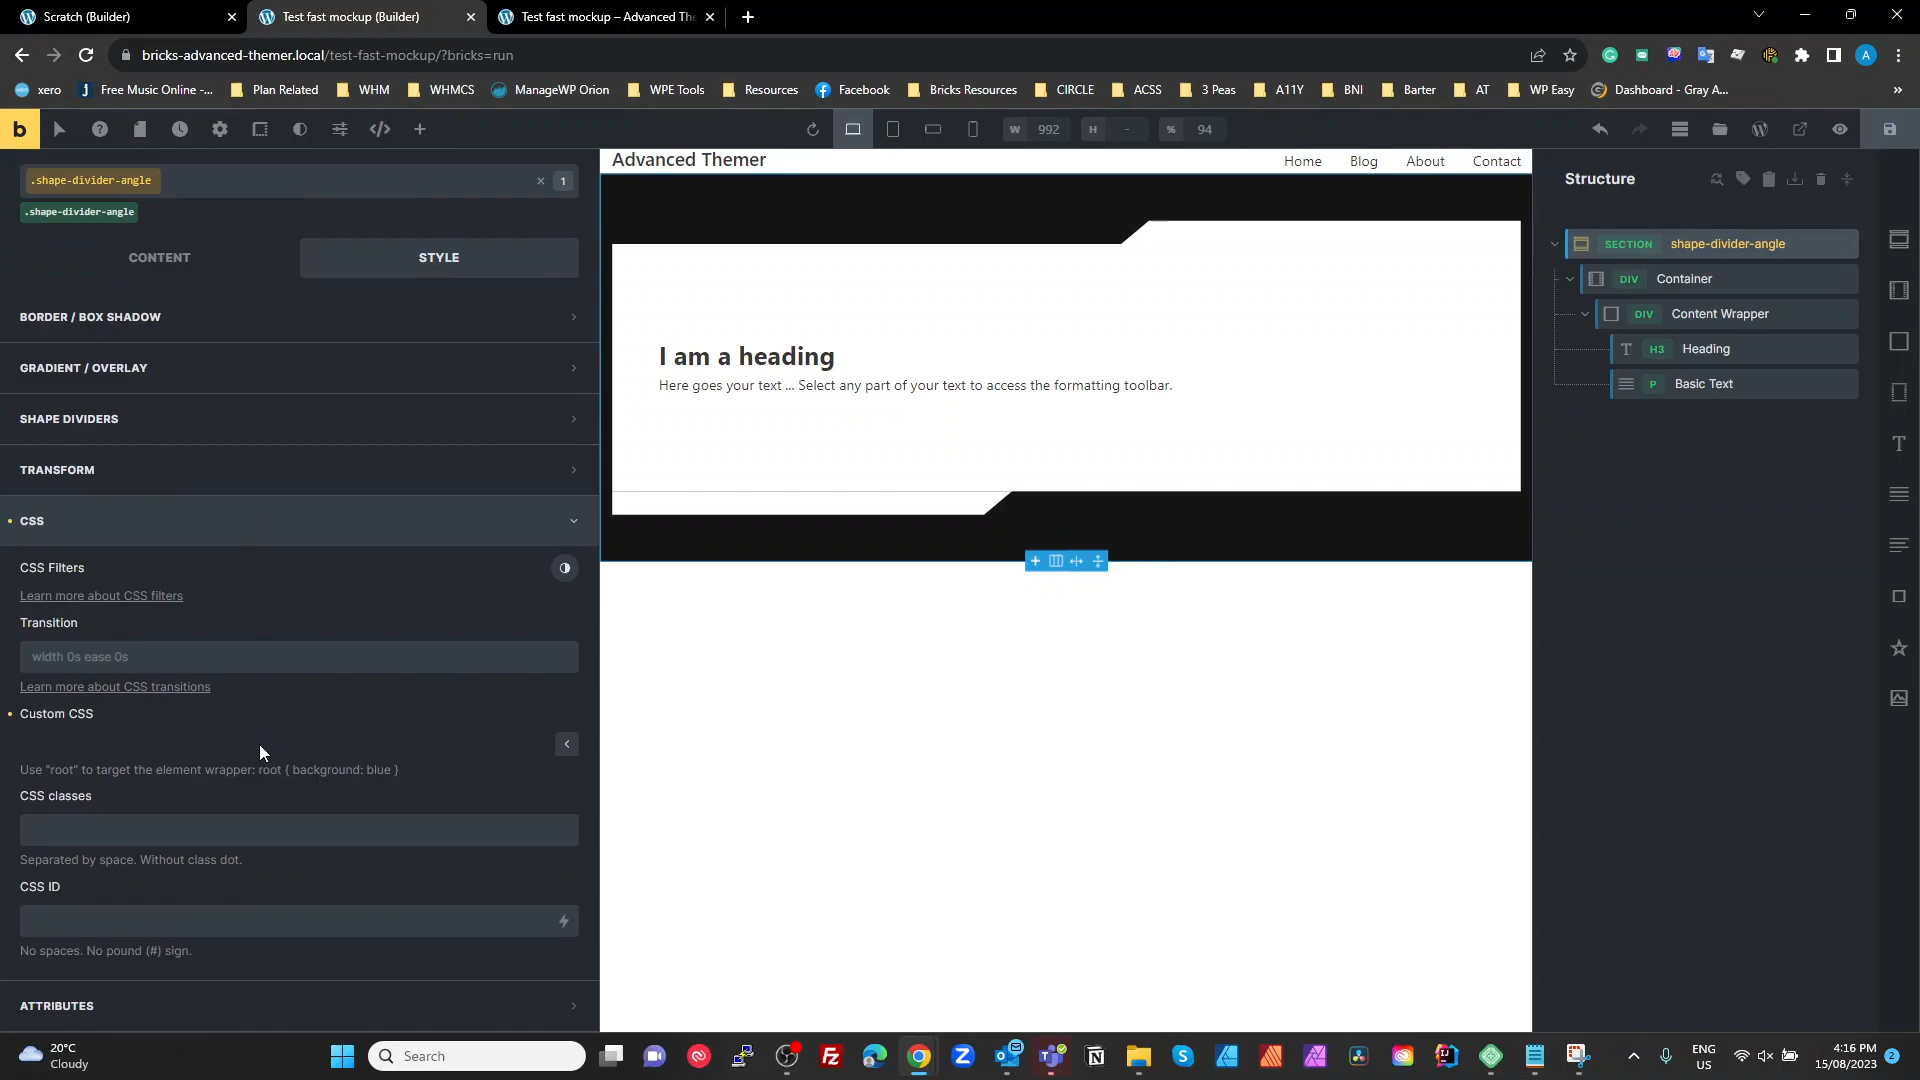 Scratch (Builder)
Test fast mockup (Builder)
Test fast mockup – Advanced The
bricks-advanced-themer.local/test-fast-mockup/?bricks=run
xero
Free Music Online -...
Plan Related
WHM
WHMCS
ManageWP Orion
WPE Tools
Resources
Facebook
Bricks Resources
CIRCLE
ACSS
3 Peas
A11Y
BNI
Barter
AT
WP Easy
Dashboard - Gray A...
b
W 992 H - % 94
.shape-divider-angle
1
.shape-divider-angle
CONTENT
STYLE
BORDER / BOX SHADOW
GRADIENT / OVERLAY
SHAPE DIVIDERS
TRANSFORM
CSS
CSS Filters
Learn more about CSS filters
Transition
width 0s ease 0s
Learn more about CSS transitions
Custom CSS
Use "root" to target the element wrapper: root { background: blue }
CSS classes
Separated by space. Without class dot.
CSS ID
No spaces. No pound (#) sign.
ATTRIBUTES
Advanced Themer
Home
Blog
About
Contact
I am a heading
Here goes your text ... Select any part of your text to access the formatting toolbar.
Structure
SECTION shape-divider-angle
DIV Container
DIV Content Wrapper
H3 Heading
P Basic Text
20°C
Cloudy
Search
ENG
US
4:16 PM
15/08/2023
2